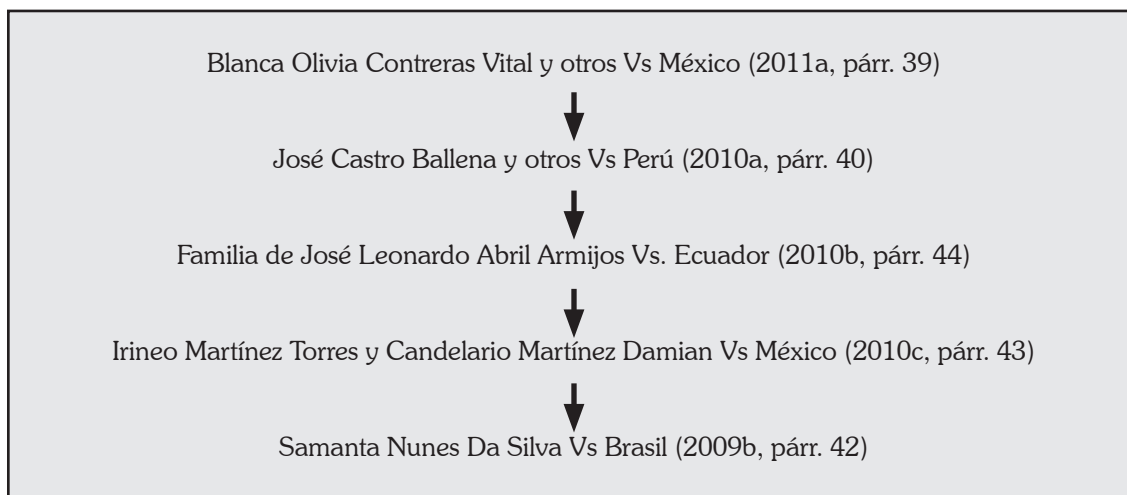 Blanca Olivia Contreras Vital y otros Vs México (2011a, párr. 39)
José Castro Ballena y otros Vs Perú (2010a, párr. 40)
Familia de José Leonardo Abril Armijos Vs. Ecuador (2010b, párr. 44)
Irineo Martínez Torres y Candelario Martínez Damian Vs México (2010c, párr. 43)
Samanta Nunes Da Silva Vs Brasil (2009b, párr. 42)